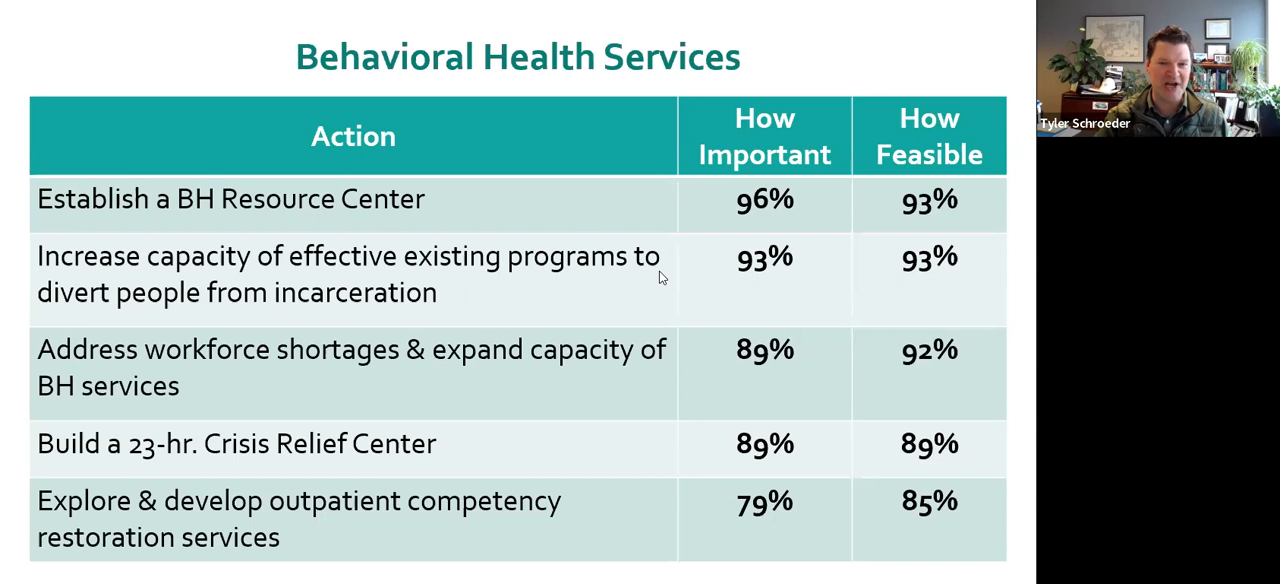 Behavioral Health Services
Action
How
Important
How
Feasible
Establish a BH Resource Center
96%
93%
Increase capacity of effective existing programs to
divert people from incarceration
93%
93%
Address workforce shortages & expand capacity of
BH services
89%
92%
Build a 23-hr. Crisis Relief Center
89%
89%
Explore & develop outpatient competency
restoration services
79%
85%
Tyler Schroeder